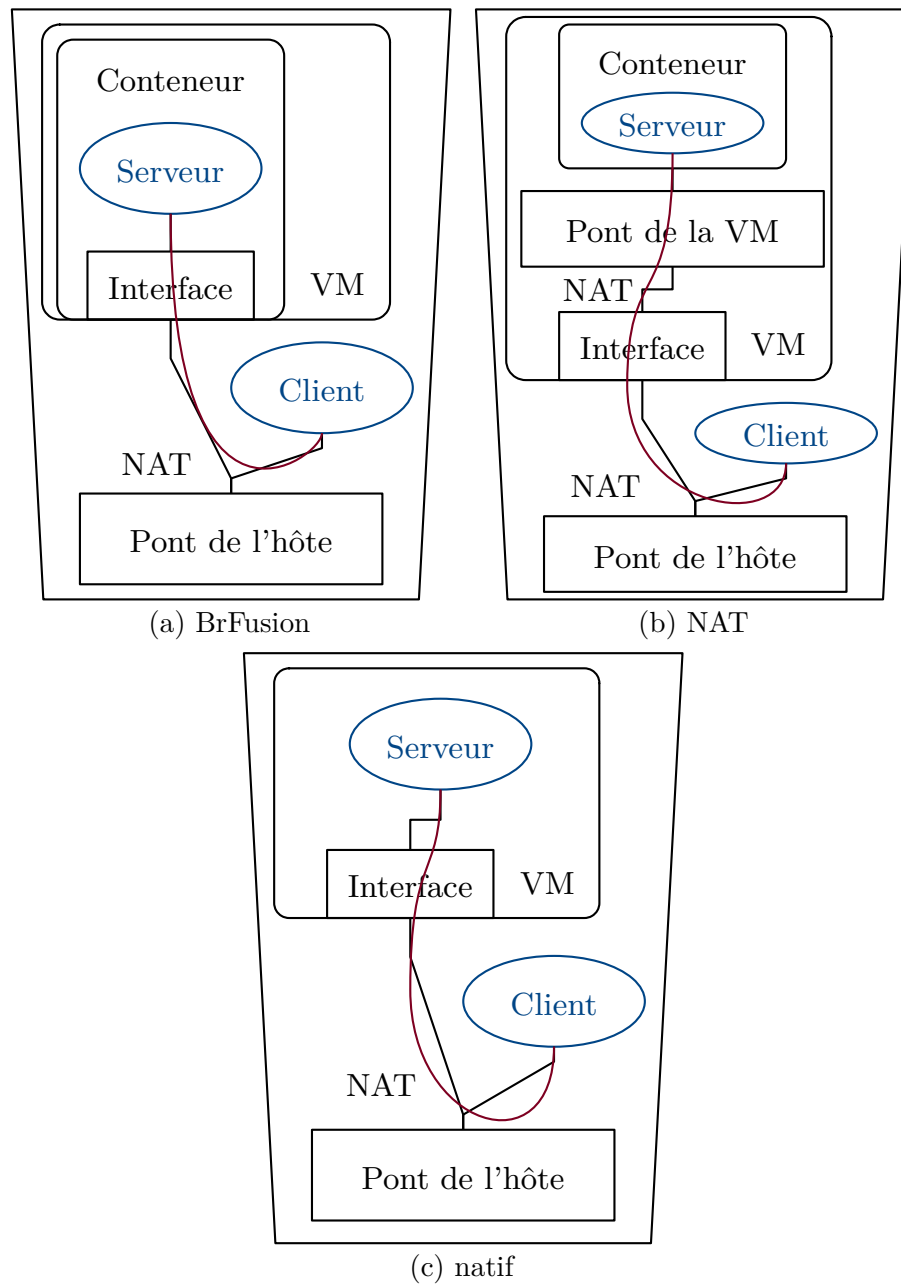 Conteneur
Serveur
Interface
VM
Client
NAT
Pont de l'hôte
(a) BrFusion
Conteneur
Serveur
Pont de la VM
NAT
Interface
VM
Client
NAT
Pont de l'hôte
(b) NAT
Serveur
Interface
VM
Client
NAT
Pont de l'hôte
(c) natif